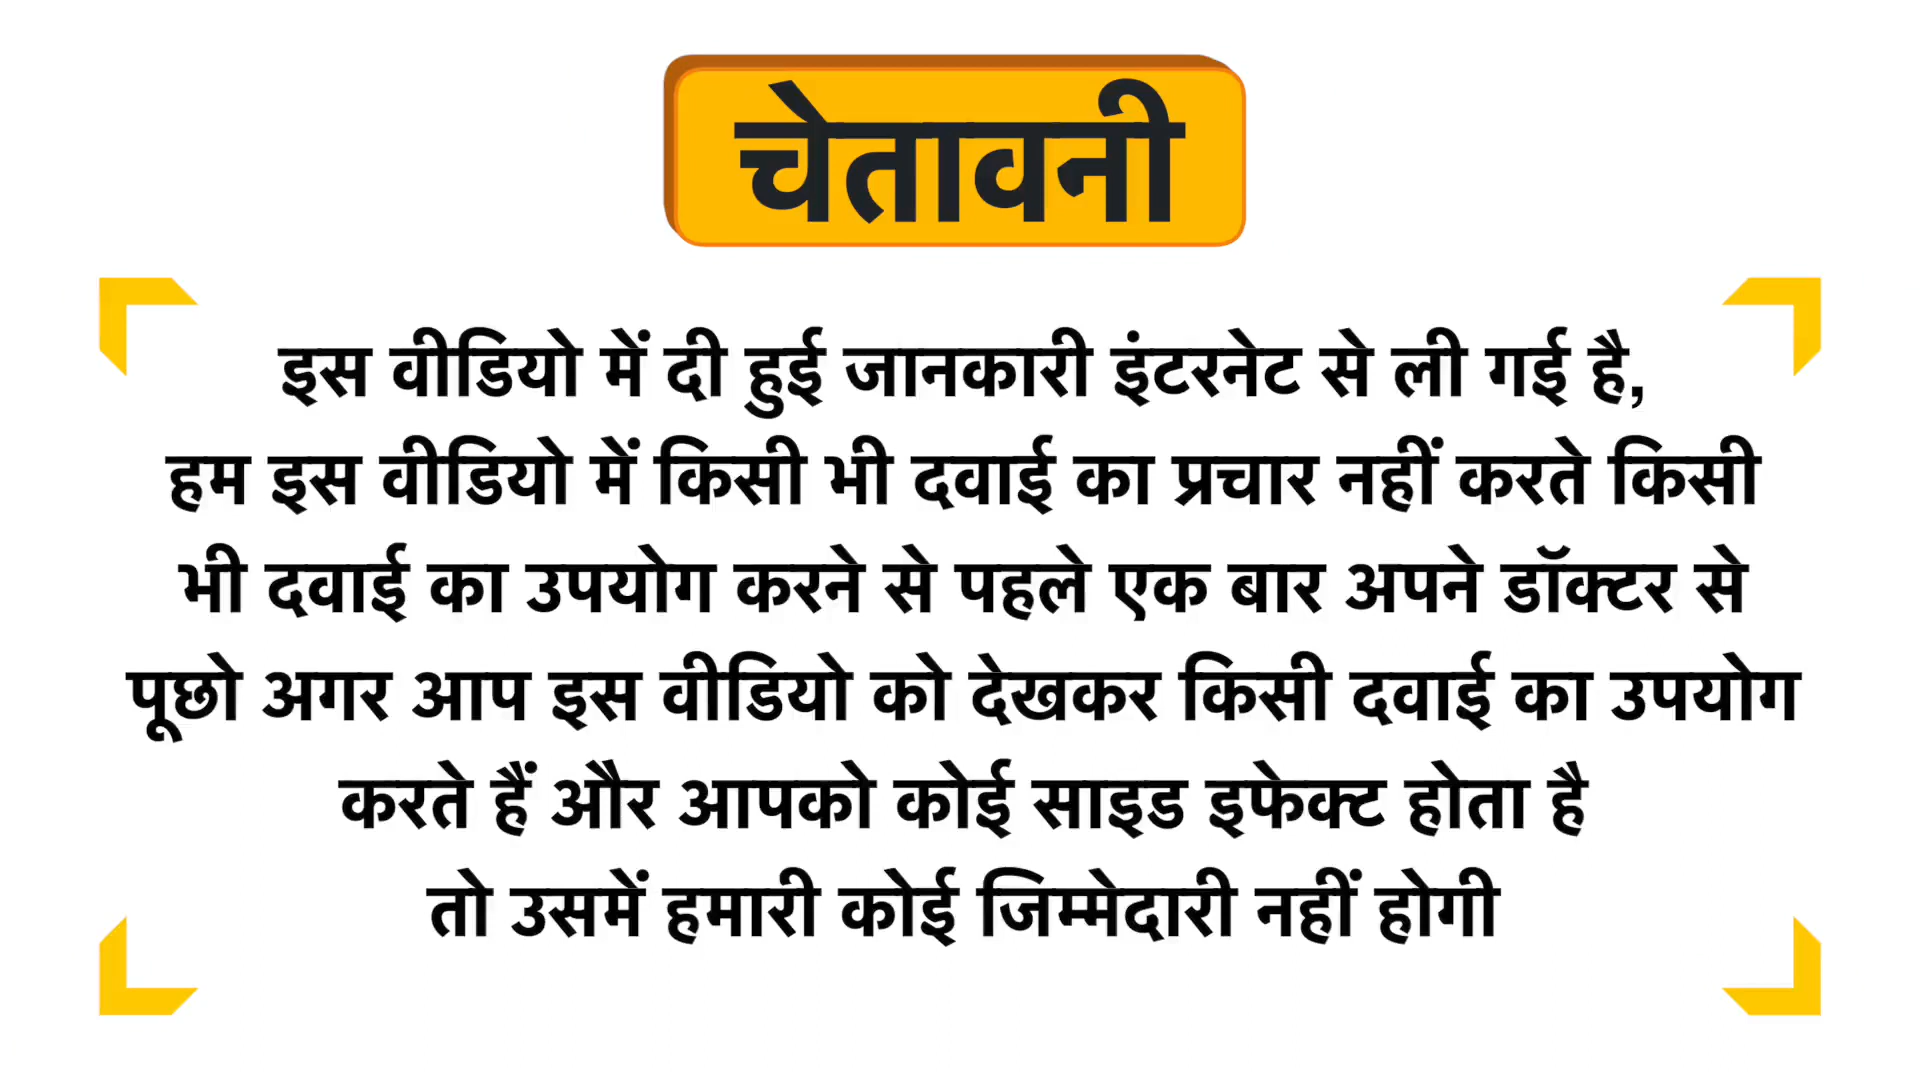 चेतावनी
इस वीडियो में दी हुई जानकारी इंटरनेट से ली गई है,
हम इस वीडियो में किसी भी दवाई का प्रचार नहीं करते किसी
भी दवाई का उपयोग करने से पहले एक बार अपने डॉक्टर से
पूछो अगर आप इस वीडियो को देखकर किसी दवाई का उपयोग
करते हैं और आपको कोई साइड इफेक्ट होता है
तो उसमें हमारी कोई जिम्मेदारी नहीं होगी